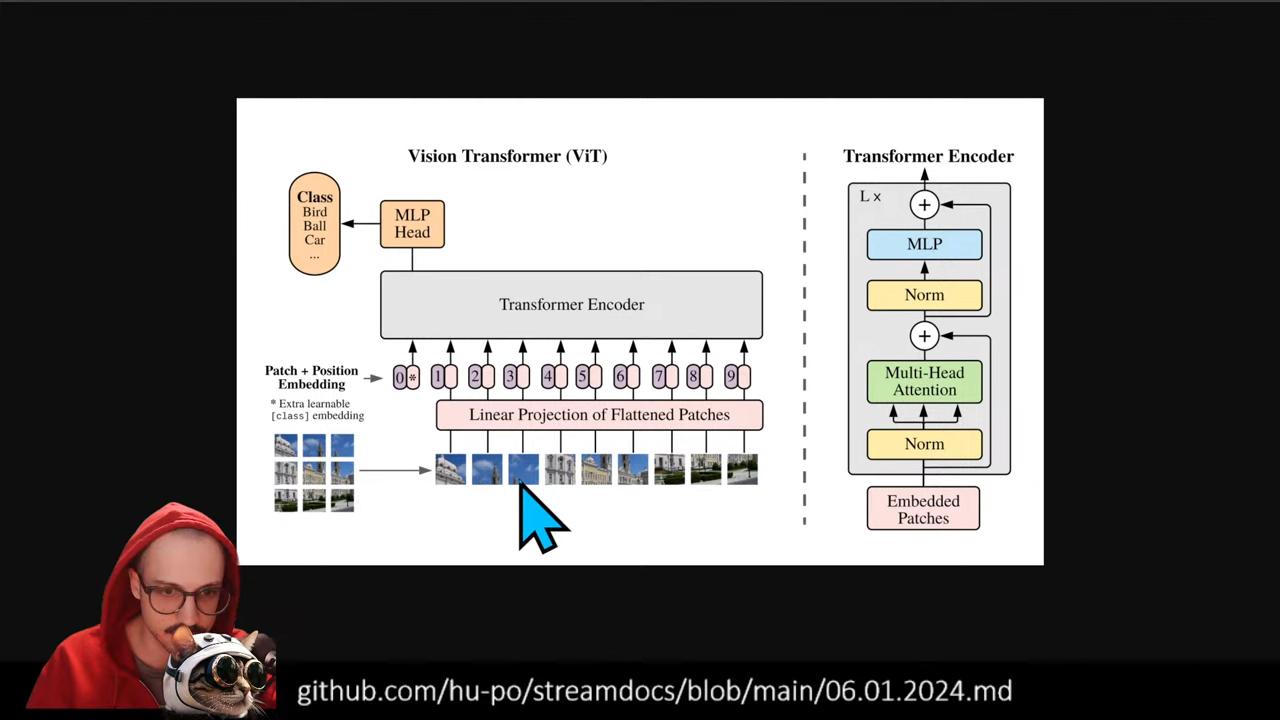 Vision Transformer (ViT)
Class
Bird
Ball
Car
...
MLP
Head
Transformer Encoder
Patch + Position
Embedding
* Extra learnable
[class] embedding
0 * 1 2 3 4 5 6 7 8 9
Linear Projection of Flattened Patches
Transformer Encoder
L x
+
MLP
Norm
+
Multi-Head
Attention
Norm
Embedded
Patches
github.com/hu-po/streamdocs/blob/main/06.01.2024.md